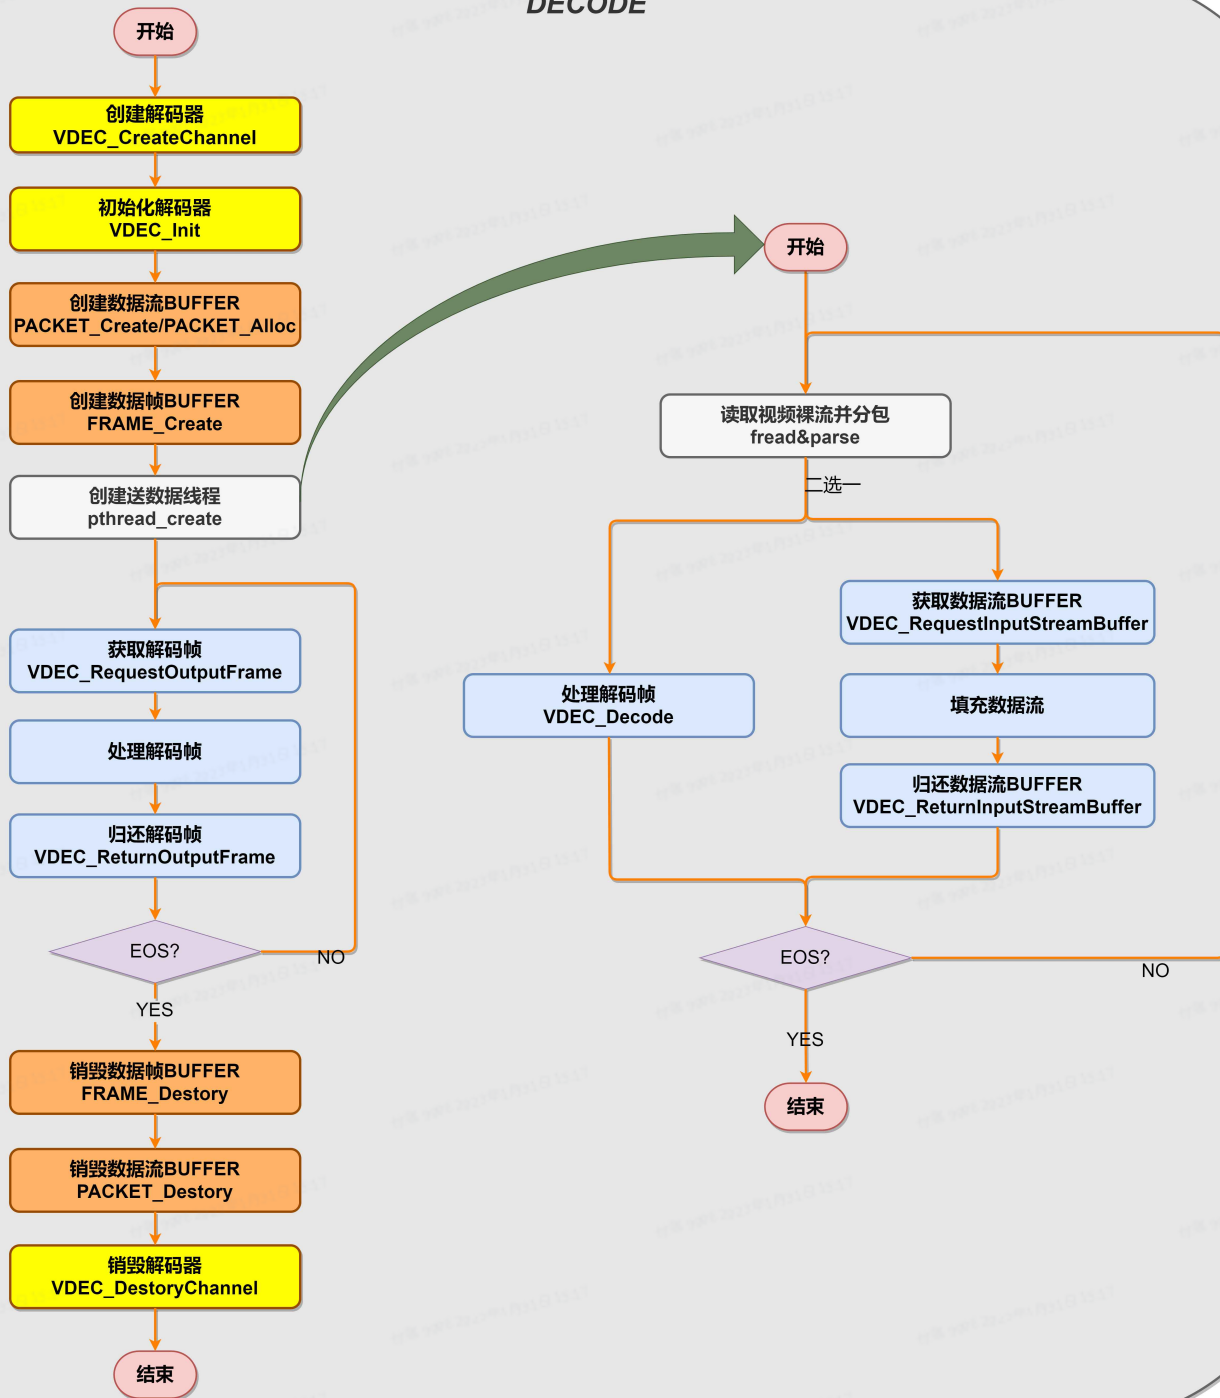 DECODE
开始
创建解码器
VDEC_CreateChannel
初始化解码器
VDEC_Init
创建数据流BUFFER
PACKET_Create/PACKET_Alloc
创建数据帧BUFFER
FRAME_Create
创建送数据线程
pthread_create
获取解码帧
VDEC_RequestOutputFrame
处理解码帧
归还解码帧
VDEC_ReturnOutputFrame
EOS?
NO
YES
销毁数据帧BUFFER
FRAME_Destory
销毁数据流BUFFER
PACKET_Destory
销毁解码器
VDEC_DestoryChannel
结束
开始
读取视频裸流并分包
fread&parse
二选一
处理解码帧
VDEC_Decode
获取数据流BUFFER
VDEC_RequestInputStreamBuffer
填充数据流
归还数据流BUFFER
VDEC_ReturnInputStreamBuffer
EOS?
NO
YES
结束